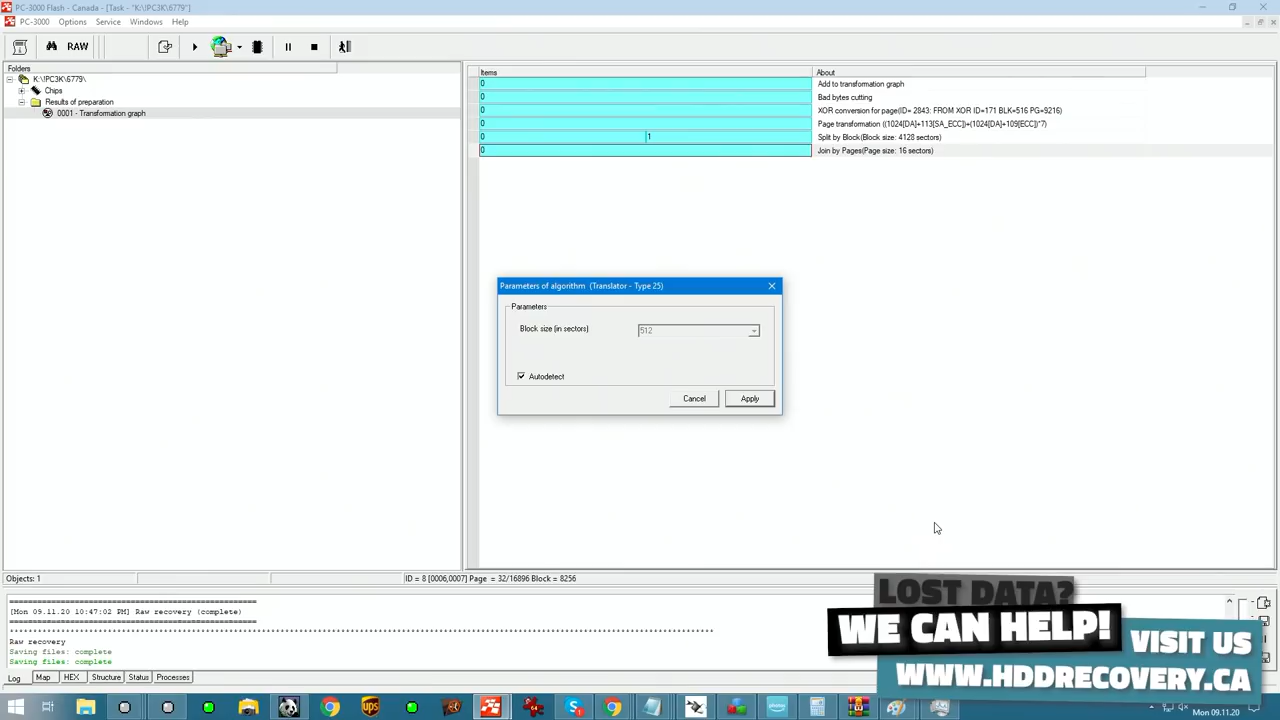 PC-3000 Flash - Canada - [Task - "K:\!PC3K\6779"]
PC-3000 Options Service Windows Help
RAW
Folders
K:\!PC3K\6779\
Chips
Results of preparation
0001 - Transformation graph
Items About
0 Add to transformation graph
0 Bad bytes cutting
0 XOR conversion for page(ID= 2843: FROM XOR ID=171 BLK=516 PG=9216)
0 Page transformation ((1024[DA]+113[SA_ECC])+(1024[DA]+109[ECC])*7)
0 1 Split by Block(Block size: 4128 sectors)
0 Join by Pages(Page size: 16 sectors)
Parameters of algorithm (Translator - Type 25)
Parameters
Block size (in sectors) 512
Autodetect
Cancel Apply
Objects: 1 ID = 8 [0006,0007] Page = 32/16896 Block = 8256
[Mon 09.11.20 10:47:02 PM] Raw recovery (complete)
Raw recovery
Saving files: complete
Saving files: complete
Log Map HEX Structure Status Processes
LOST DATA?
WE CAN HELP!
VISIT US
WWW.HDDRECOVERY.CA
ups
Mon 09.11.20